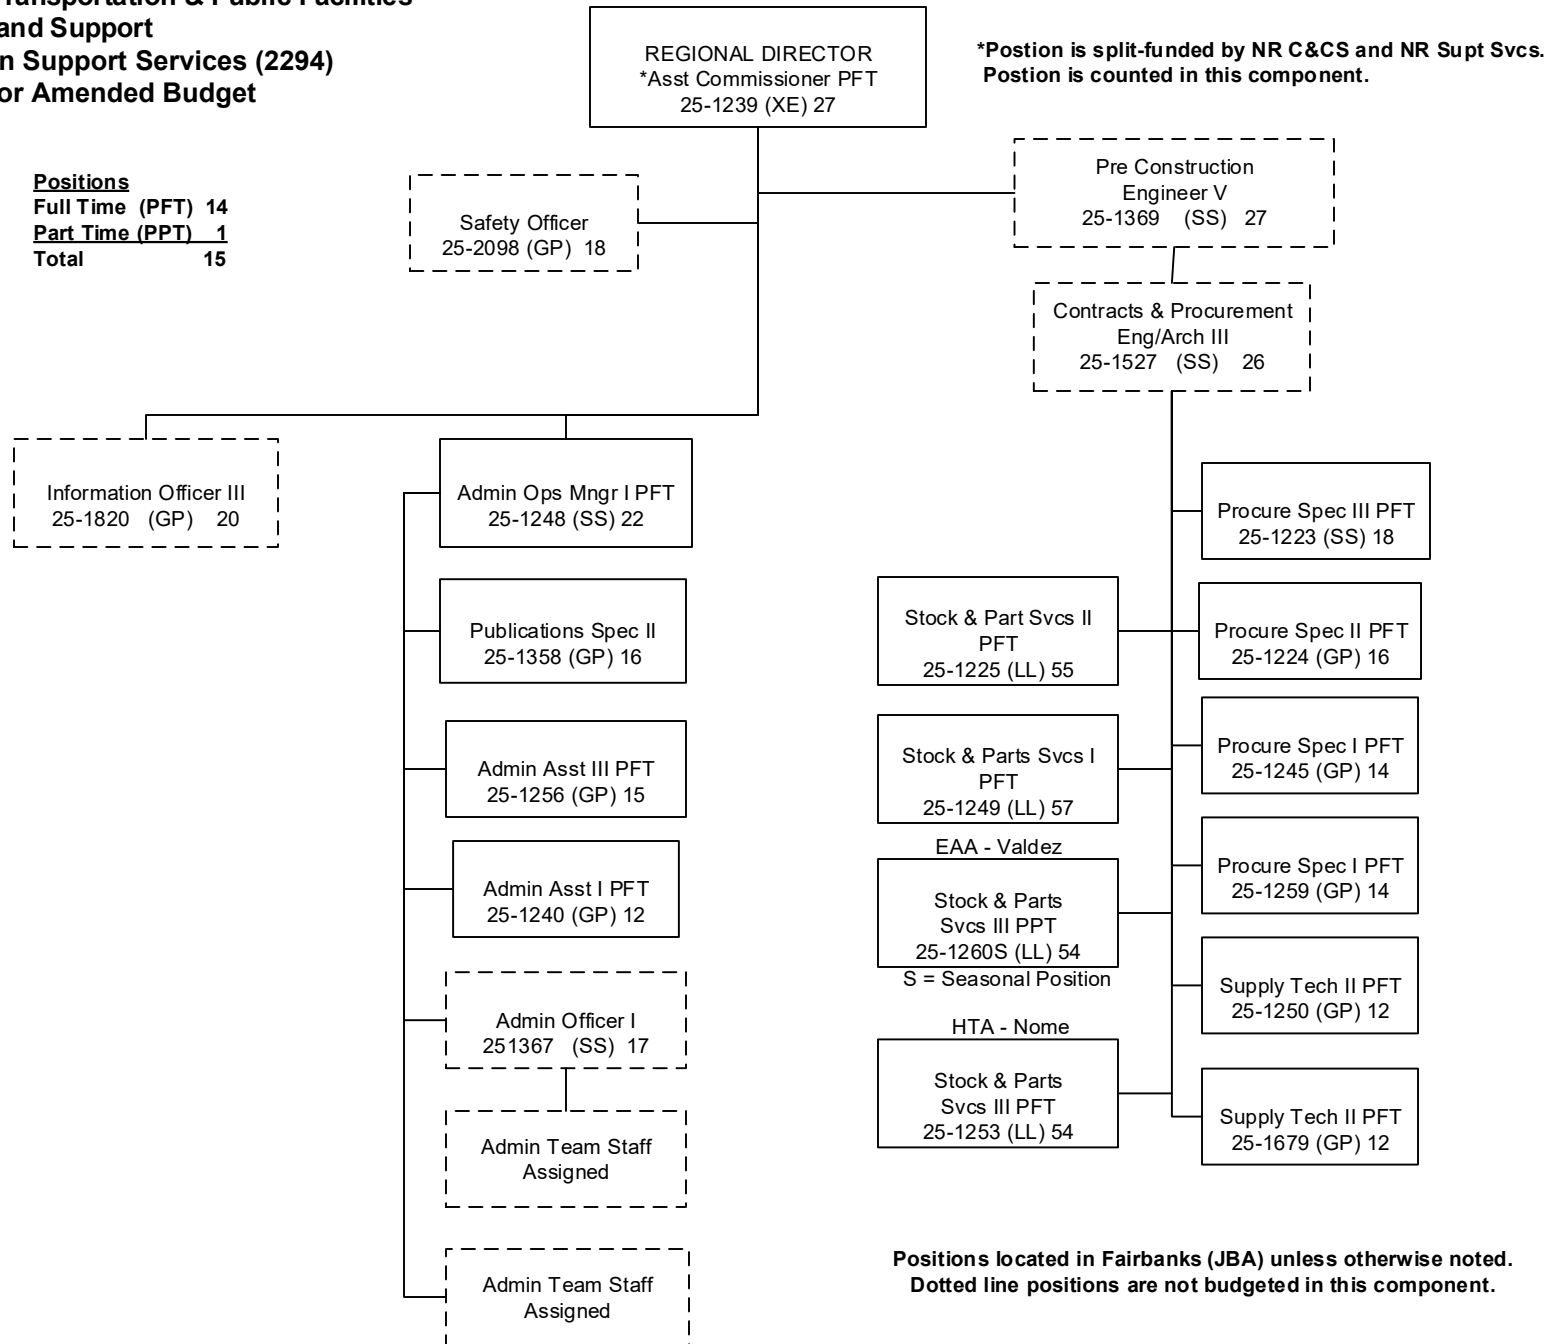 Transportation & Public Facilities
and Support
n Support Services (2294)
or Amended Budget
REGIONAL DIRECTOR
*Asst Commissioner PFT
25-1239 (XE) 27
*Postion is split-funded by NR C&CS and NR Supt Svcs.
Postion is counted in this component.
Positions
Full Time (PFT) 14
Part Time (PPT) 1
Total 15
Safety Officer
25-2098 (GP) 18
Pre Construction
Engineer V
25-1369 (SS) 27
Contracts & Procurement
Eng/Arch III
25-1527 (SS) 26
Information Officer III
25-1820 (GP) 20
Admin Ops Mngr I PFT
25-1248 (SS) 22
Publications Spec II
25-1358 (GP) 16
Admin Asst III PFT
25-1256 (GP) 15
Admin Asst I PFT
25-1240 (GP) 12
Admin Officer I
251367 (SS) 17
Admin Team Staff
Assigned
Admin Team Staff
Assigned
Stock & Part Svcs II
PFT
25-1225 (LL) 55
Stock & Parts Svcs I
PFT
25-1249 (LL) 57
EAA - Valdez
Stock & Parts
Svcs III PPT
25-1260S (LL) 54
S = Seasonal Position
HTA - Nome
Stock & Parts
Svcs III PFT
25-1253 (LL) 54
Procure Spec III PFT
25-1223 (SS) 18
Procure Spec II PFT
25-1224 (GP) 16
Procure Spec I PFT
25-1245 (GP) 14
Procure Spec I PFT
25-1259 (GP) 14
Supply Tech II PFT
25-1250 (GP) 12
Supply Tech II PFT
25-1679 (GP) 12
Positions located in Fairbanks (JBA) unless otherwise noted.
Dotted line positions are not budgeted in this component.